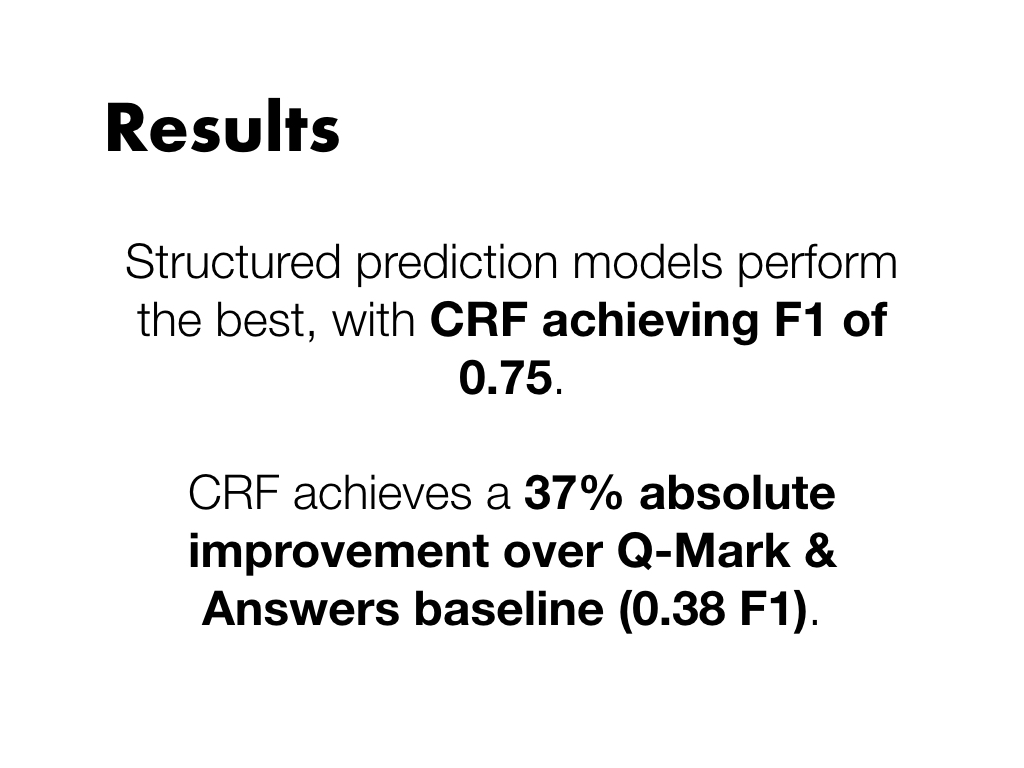 Results
Structured prediction models perform
the best, with CRF achieving F1 of
0.75.
CRF achieves a 37% absolute
improvement over Q-Mark &
Answers baseline (0.38 F1).